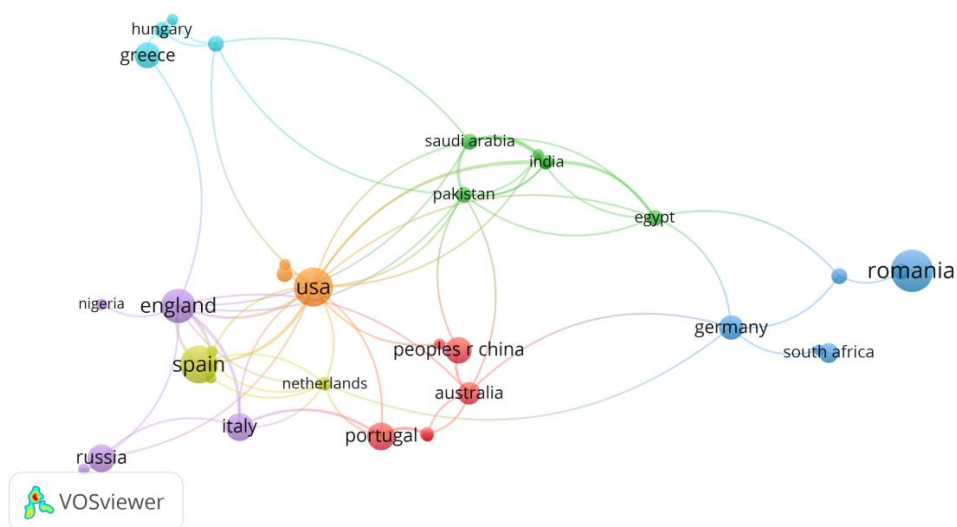 hungary
greece
saudi arabia
india
pakistan
egypt
romania
usa
nigeria
england
germany
peoples r china
south africa
spain
netherlands
australia
italy
portugal
russia
VOSviewer